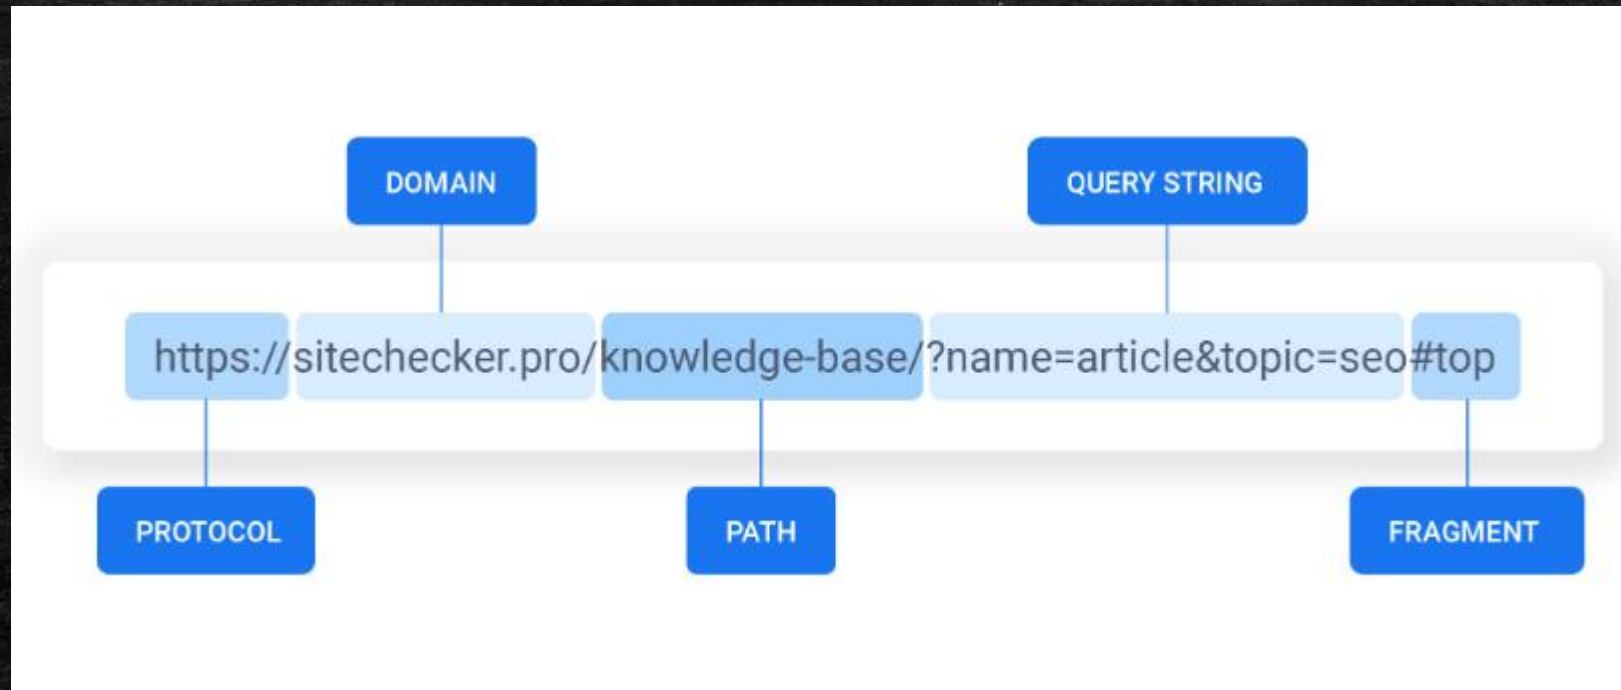 DOMAIN
QUERY STRING
https://sitechecker.pro/knowledge-base/?name=article&topic=seo#top
PROTOCOL
PATH
FRAGMENT